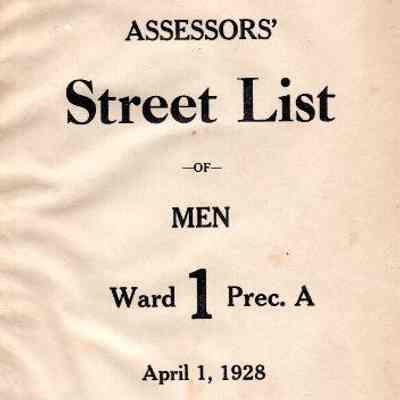 ASSESSORS'
Street List
—OF—
MEN
Ward 1 Prec. A
April 1, 1928